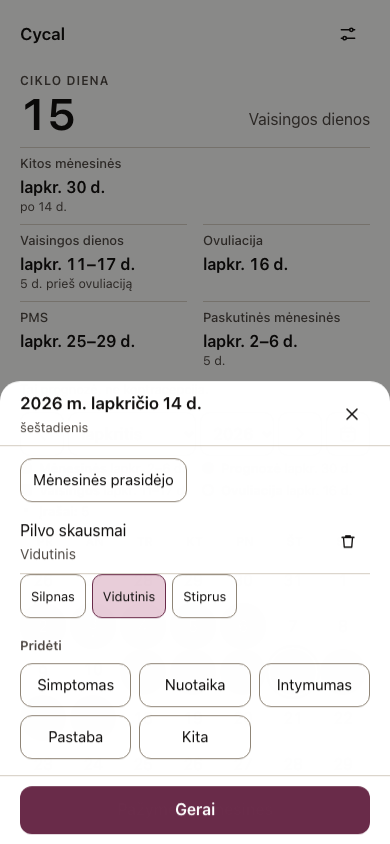 Cycal
CIKLO DIENA
15
Vaisingos dienos
Kitos mėnesinės
lapkr. 30 d.
po 14 d.
Vaisingos dienos
lapkr. 11–17 d.
5 d. prieš ovuliaciją
Ovuliacija
lapkr. 16 d.
PMS
lapkr. 25–29 d.
Paskutinės mėnesinės
lapkr. 2–6 d.
5 d.
2026 m. lapkričio 14 d.
šeštadienis
Mėnesinės prasidėjo
Pilvo skausmai
Vidutinis
Silpnas
Vidutinis
Stiprus
Pridėti
Simptomas
Nuotaika
Intymumas
Pastaba
Kita
Gerai